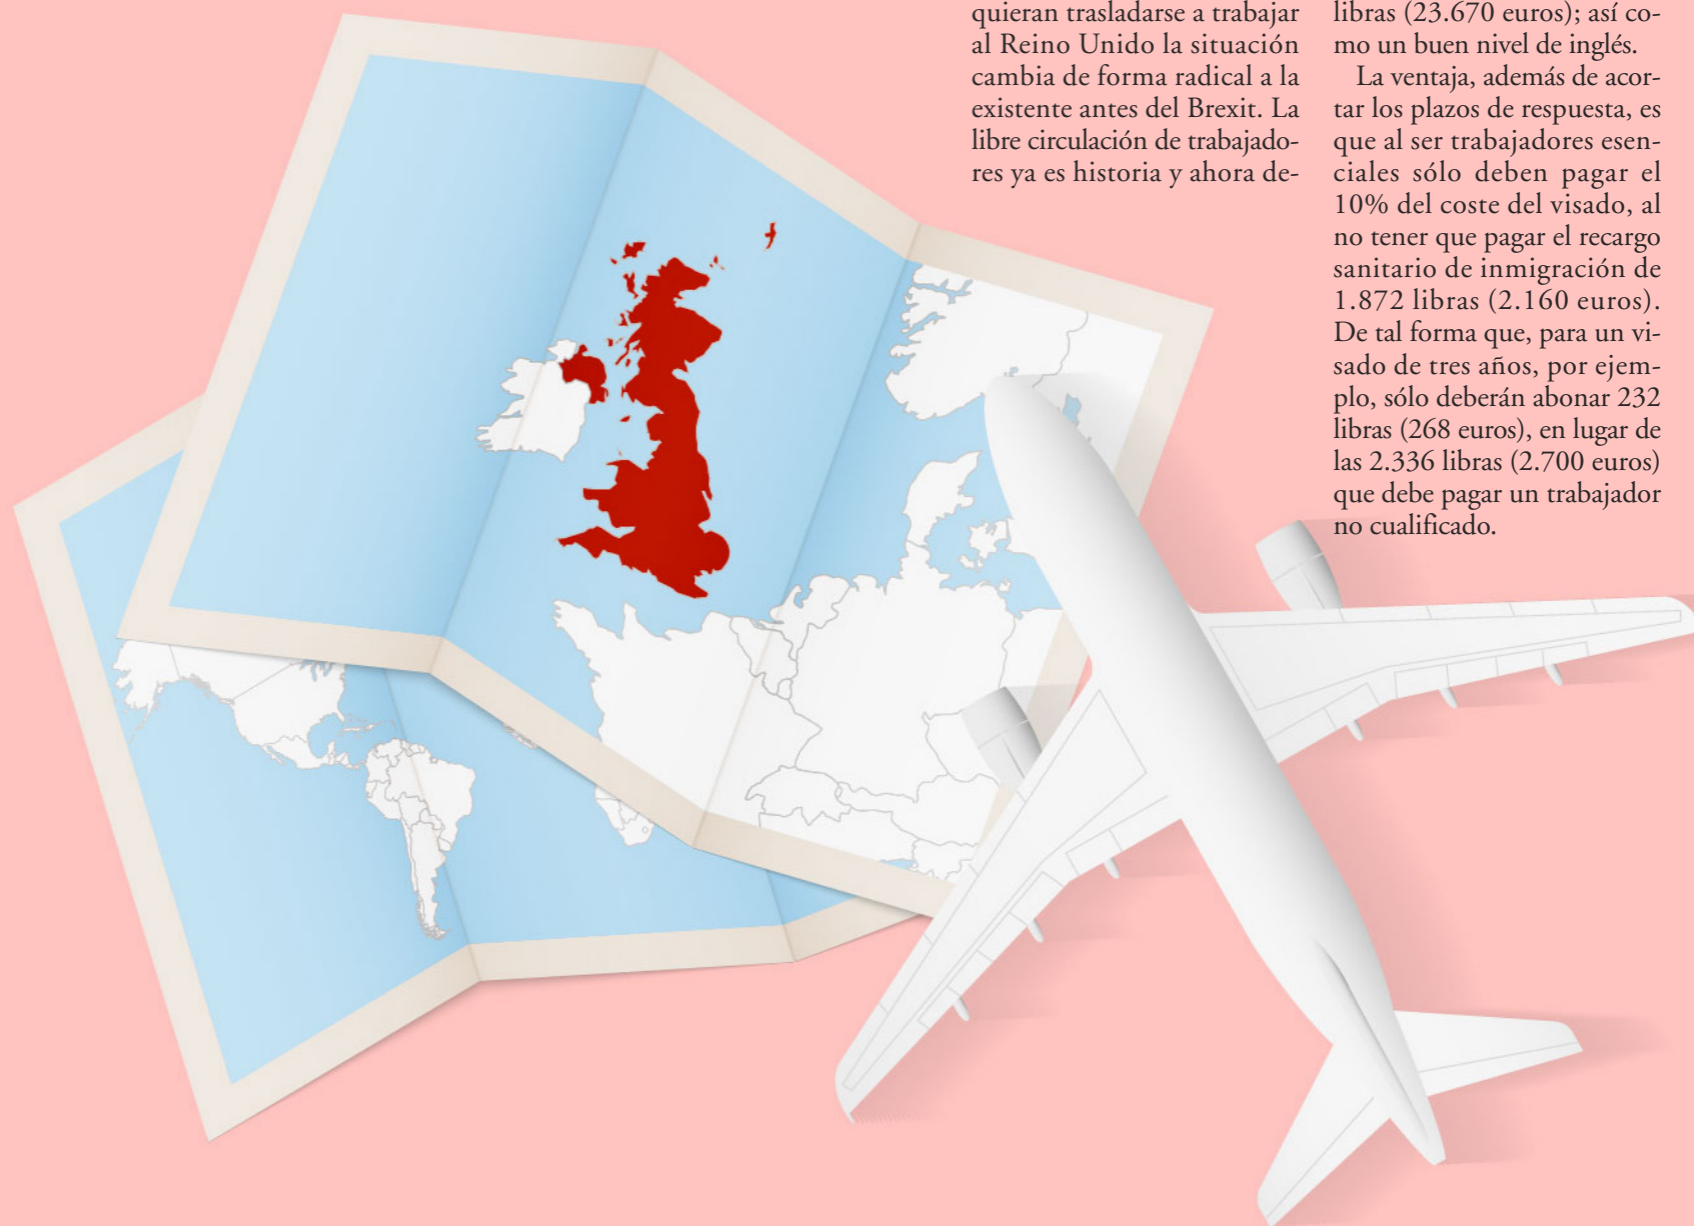 quieran trasladarse a trabajar
al Reino Unido la situación
cambia de forma radical a la
existente antes del Brexit. La
libre circulación de trabajado-
res ya es historia y ahora de-
libras (23.670 euros); así co-
mo un buen nivel de inglés.
La ventaja, además de acor-
tar los plazos de respuesta, es
que al ser trabajadores esen-
ciales sólo deben pagar el
10% del coste del visado, al
no tener que pagar el recargo
sanitario de inmigración de
1.872 libras (2.160 euros).
De tal forma que, para un vi-
sado de tres años, por ejem-
plo, sólo deberán abonar 232
libras (268 euros), en lugar de
las 2.336 libras (2.700 euros)
que debe pagar un trabajador
no cualificado.